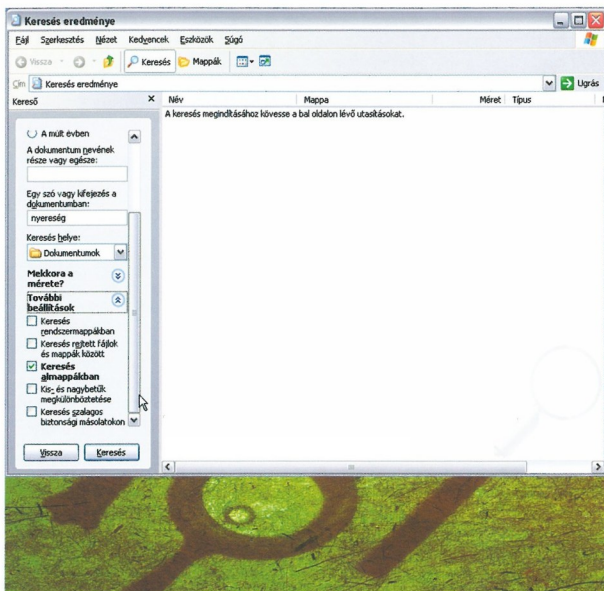 Keresés eredménye
Fájl Szerkesztés Nézet Kedvencek Eszközök Súgó
Vissza Keresés Mappák
Cím Keresés eredménye Ugrás
Kereső Név Mappa Méret Típus
A keresés megindításához kövesse a bal oldalon lévő utasításokat.
A múlt évben
A dokumentum nevének
része vagy egésze:
Egy szó vagy kifejezés a
dokumentumban:
nyereség
Keresés helye:
Dokumentumok
Mekkora a
mérete?
További
beállítások
Keresés
rendszermappákban
Keresés rejtett fájlok
és mappák között
Keresés
almappákban
Kis- és nagybetűk
megkülönböztetése
Keresés szalagos
biztonsági másolatokon
Vissza Keresés